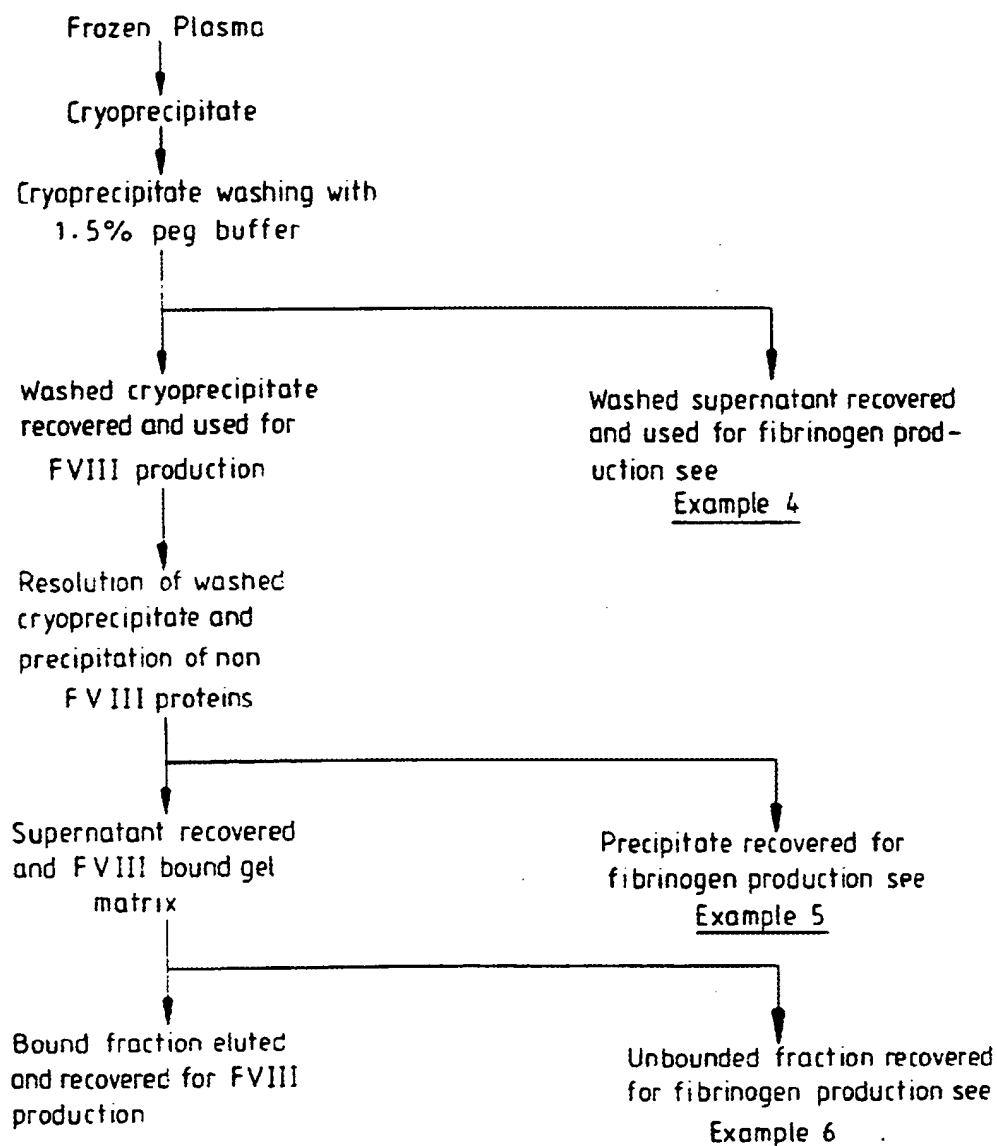 Frozen Plasma
Cryoprecipitate
Cryoprecipitate washing with
1.5% peg buffer
Washed cryoprecipitate
recovered and used for
FVIII production
Washed supernatant recovered
and used for fibrinogen prod-
uction see
Example 4
Resolution of washed
cryoprecipitate and
precipitation of non
FVIII proteins
Supernatant recovered
and FVIII bound gel
matrix
Precipitate recovered for
fibrinogen production see
Example 5
Bound fraction eluted
and recovered for FVIII
production
Unbounded fraction recovered
for fibrinogen production see
Example 6